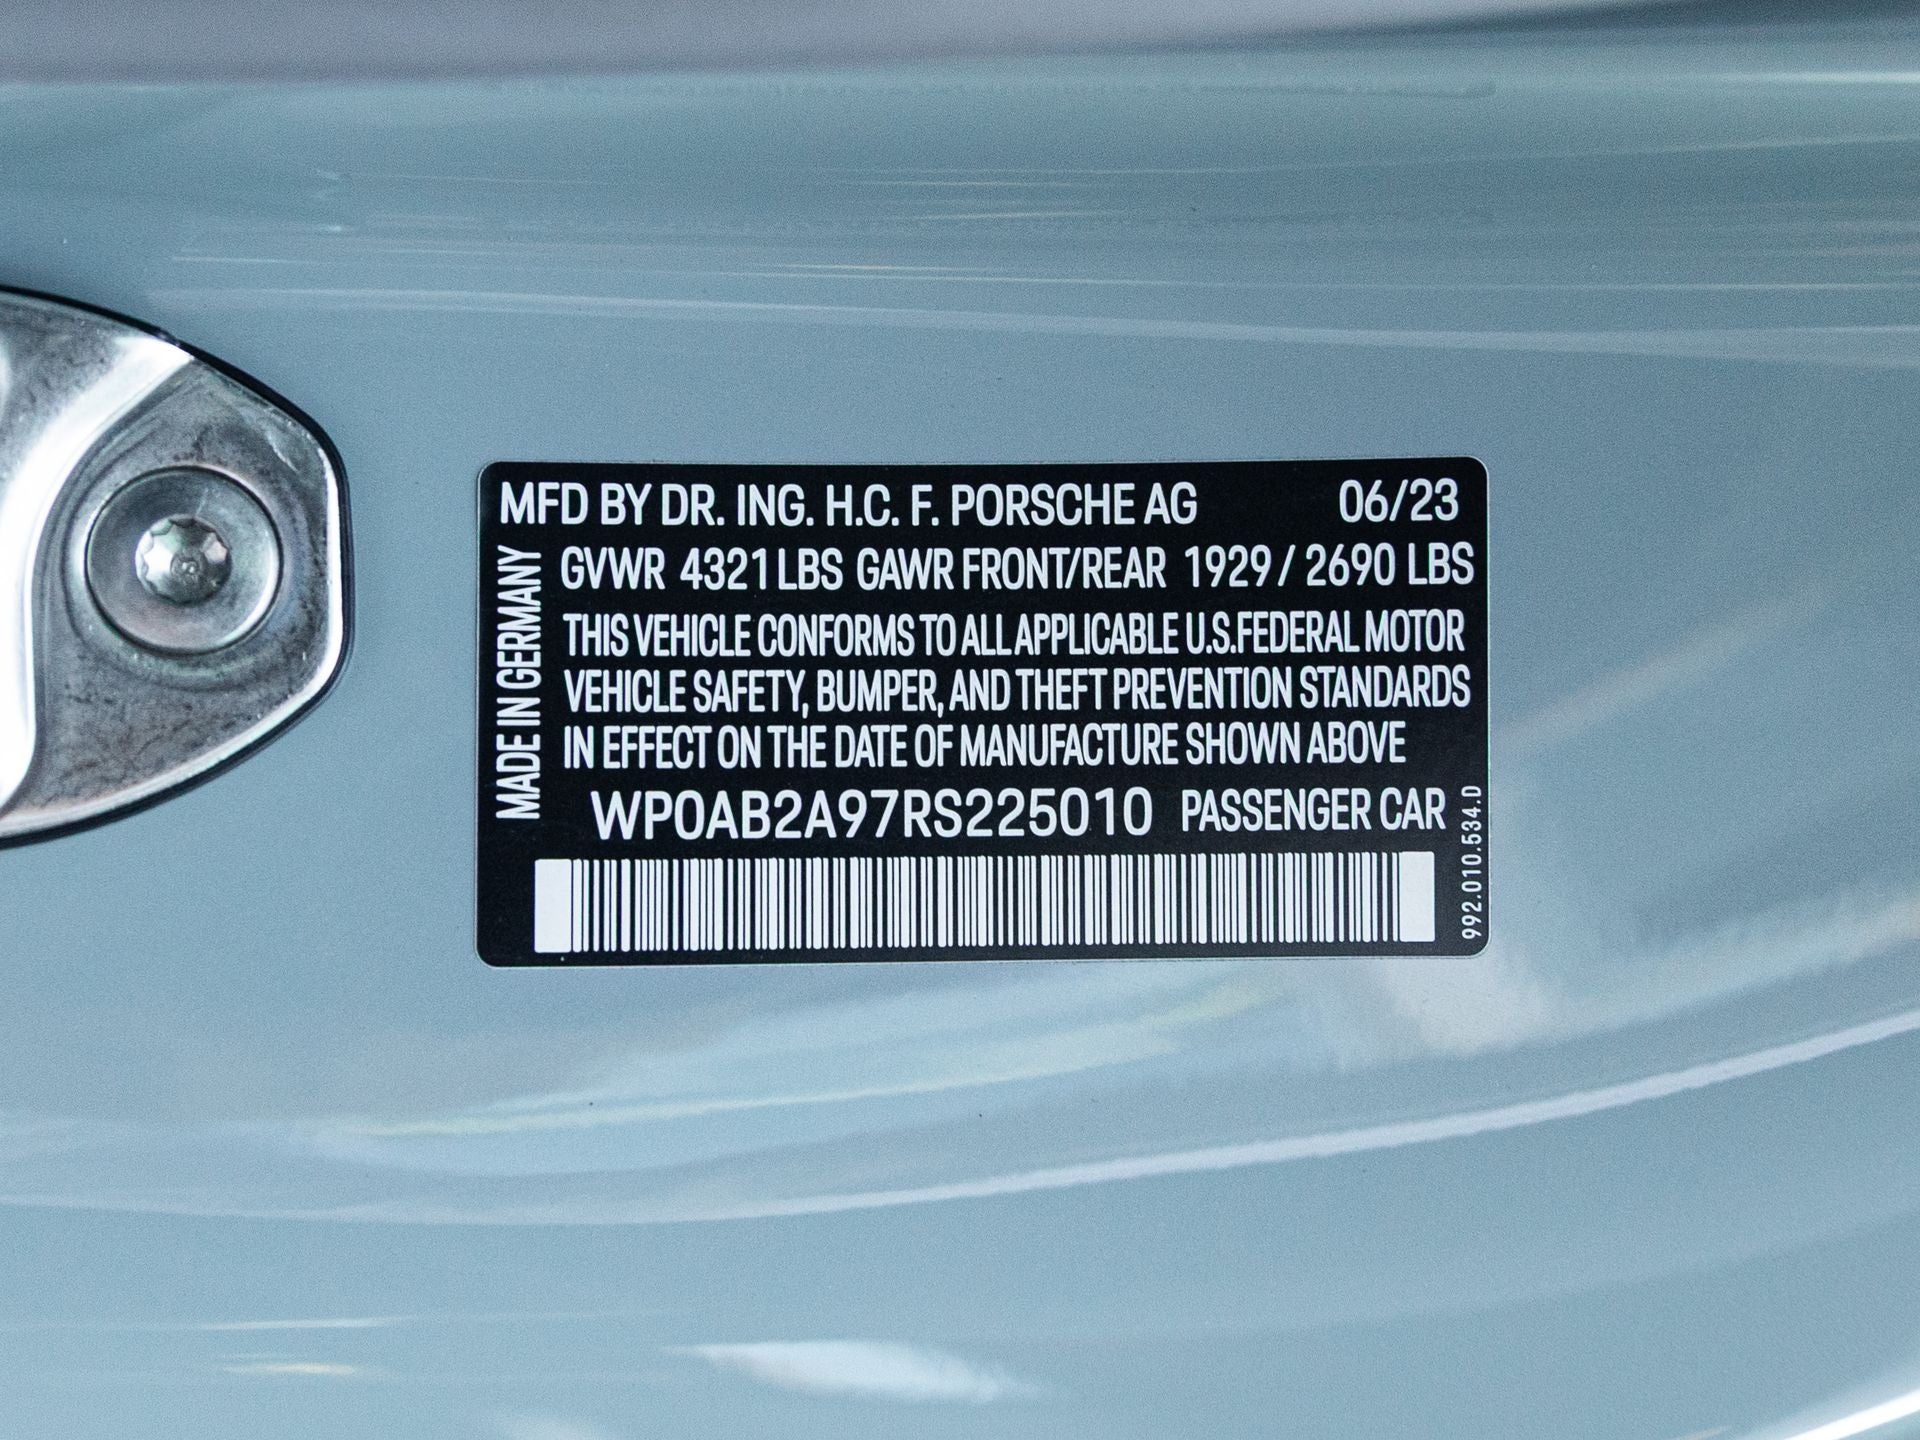 MFD BY DR. ING. H.C. F. PORSCHE AG 06/23
GVWR 4321 LBS GAWR FRONT/REAR 1929 / 2690 LBS
THIS VEHICLE CONFORMS TO ALL APPLICABLE U.S.FEDERAL MOTOR
VEHICLE SAFETY, BUMPER, AND THEFT PREVENTION STANDARDS
IN EFFECT ON THE DATE OF MANUFACTURE SHOWN ABOVE
WP0AB2A97RS225010 PASSENGER CAR
MADE IN GERMANY
992.010.534.D